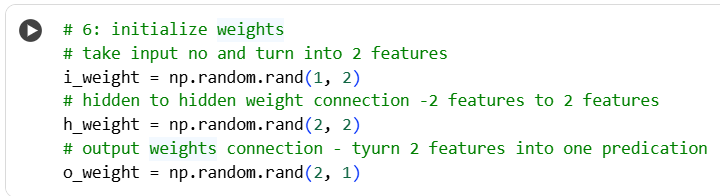 # 6: initialize weights
# take input no and turn into 2 features
i_weight = np.random.rand(1, 2)
# hidden to hidden weight connection -2 features to 2 features
h_weight = np.random.rand(2, 2)
# output weights connection - tyurn 2 features into one predication
o_weight = np.random.rand(2, 1)